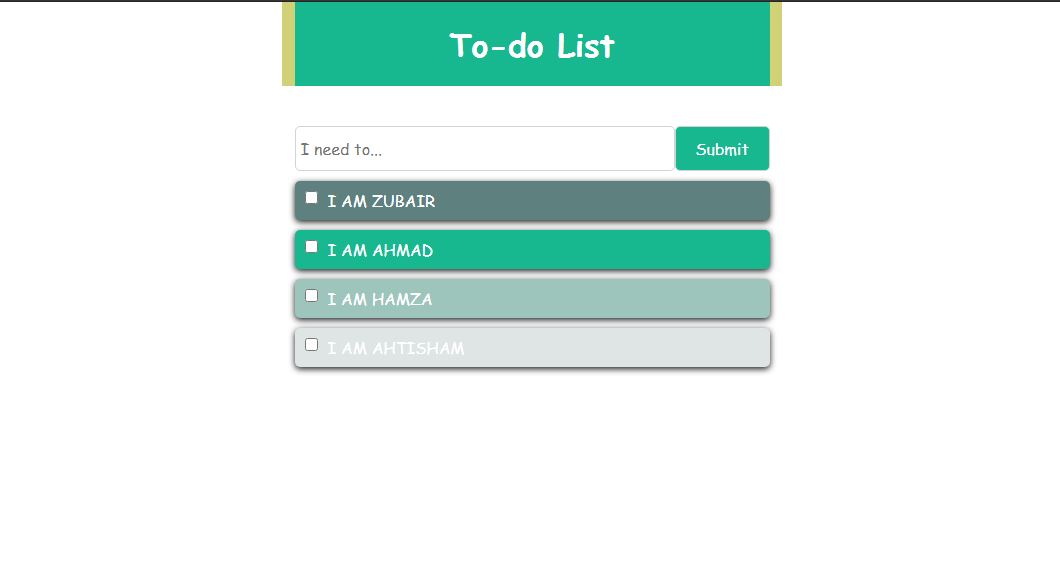 To-do List
I need to...
Submit
I AM ZUBAIR
I AM AHMAD
I AM HAMZA
I AM AHTISHAM